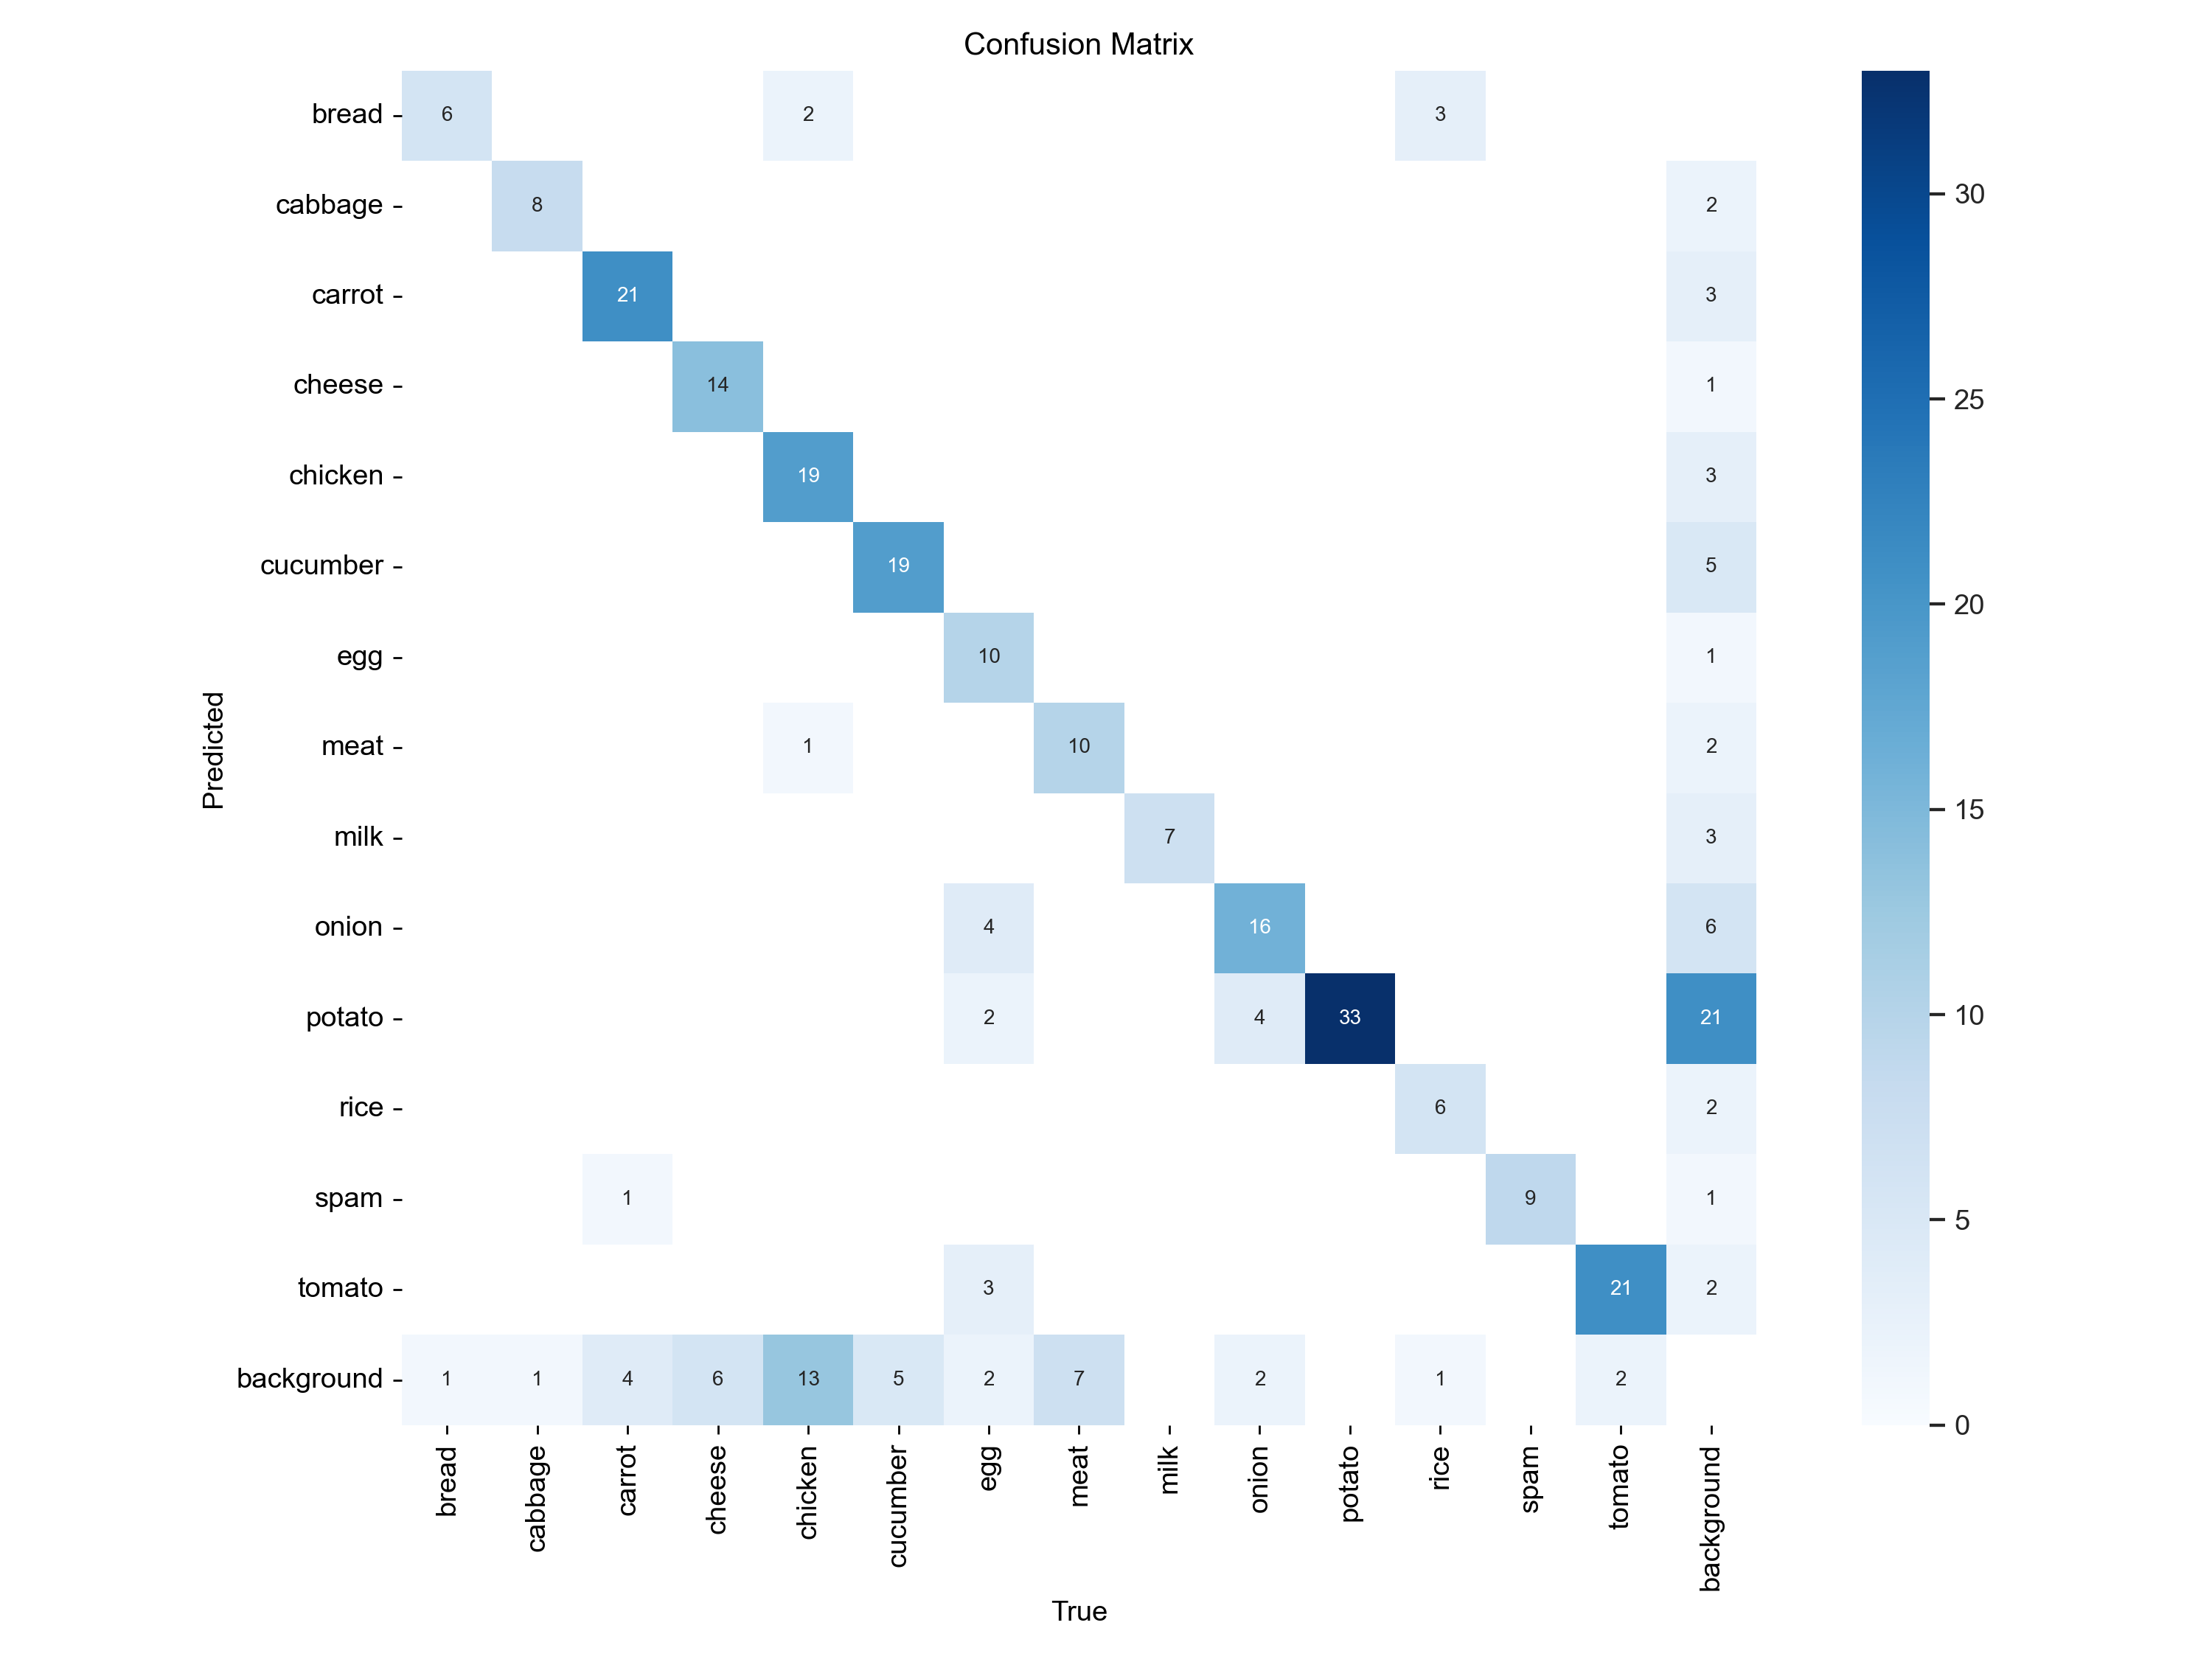 Confusion Matrix
bread 6 2 3
cabbage 8 2 30
carrot 21 3
cheese 14 1 25
chicken 19 3
cucumber 19 5 20
egg 10 1
Predicted
meat 1 10 2
milk 7 3 15
onion 4 16 6
potato 2 4 33 21 10
rice 6 2
spam 1 9 1 5
tomato 3 21 2
background 1 1 4 6 13 5 2 7 2 1 2
0
bread cabbage carrot cheese chicken cucumber egg meat milk onion potato rice spam tomato background
True